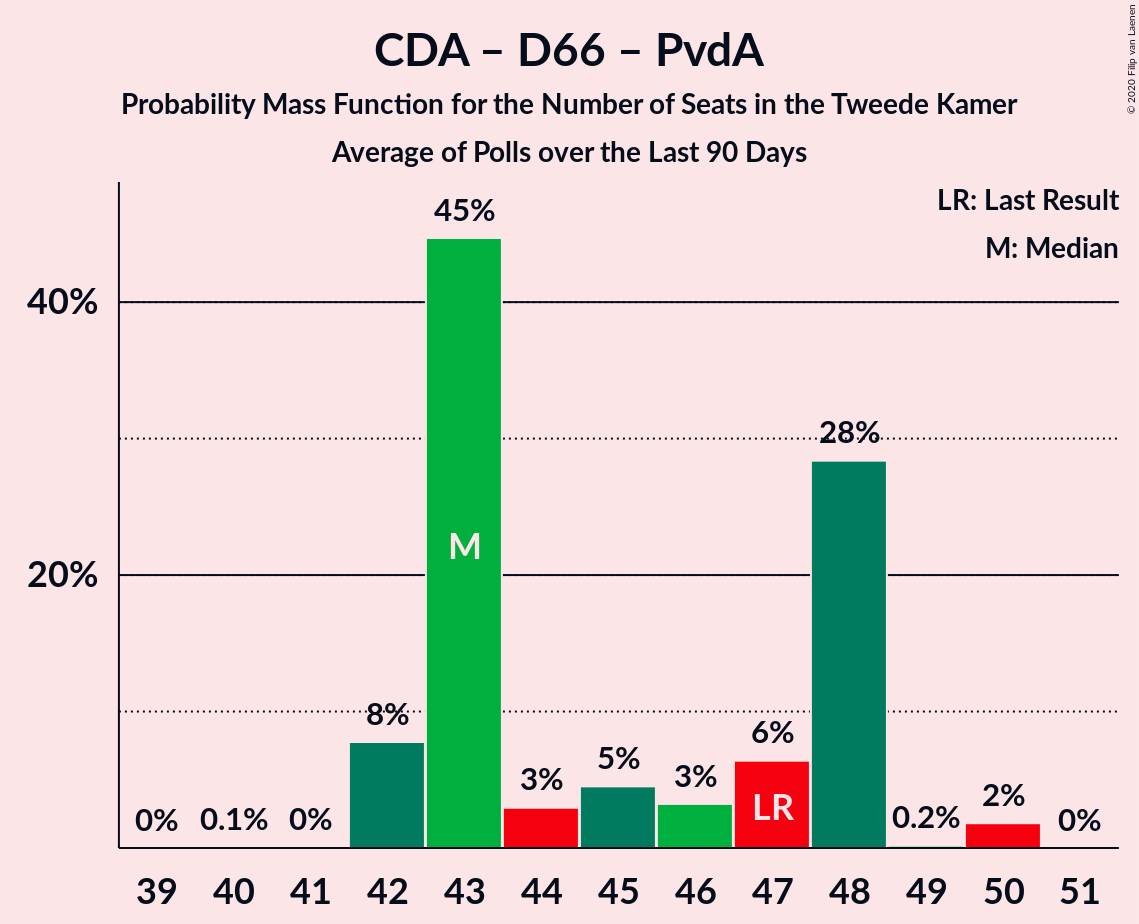 CDA – D66 – PvdA
Probability Mass Function for the Number of Seats in the Tweede Kamer
Average of Polls over the Last 90 Days
© 2020 Filip van Laenen
LR: Last Result
M: Median
40%
20%
0%
0.1%
0%
8%
45%
M
3%
5%
3%
6%
LR
28%
0.2%
2%
0%
39 40 41 42 43 44 45 46 47 48 49 50 51